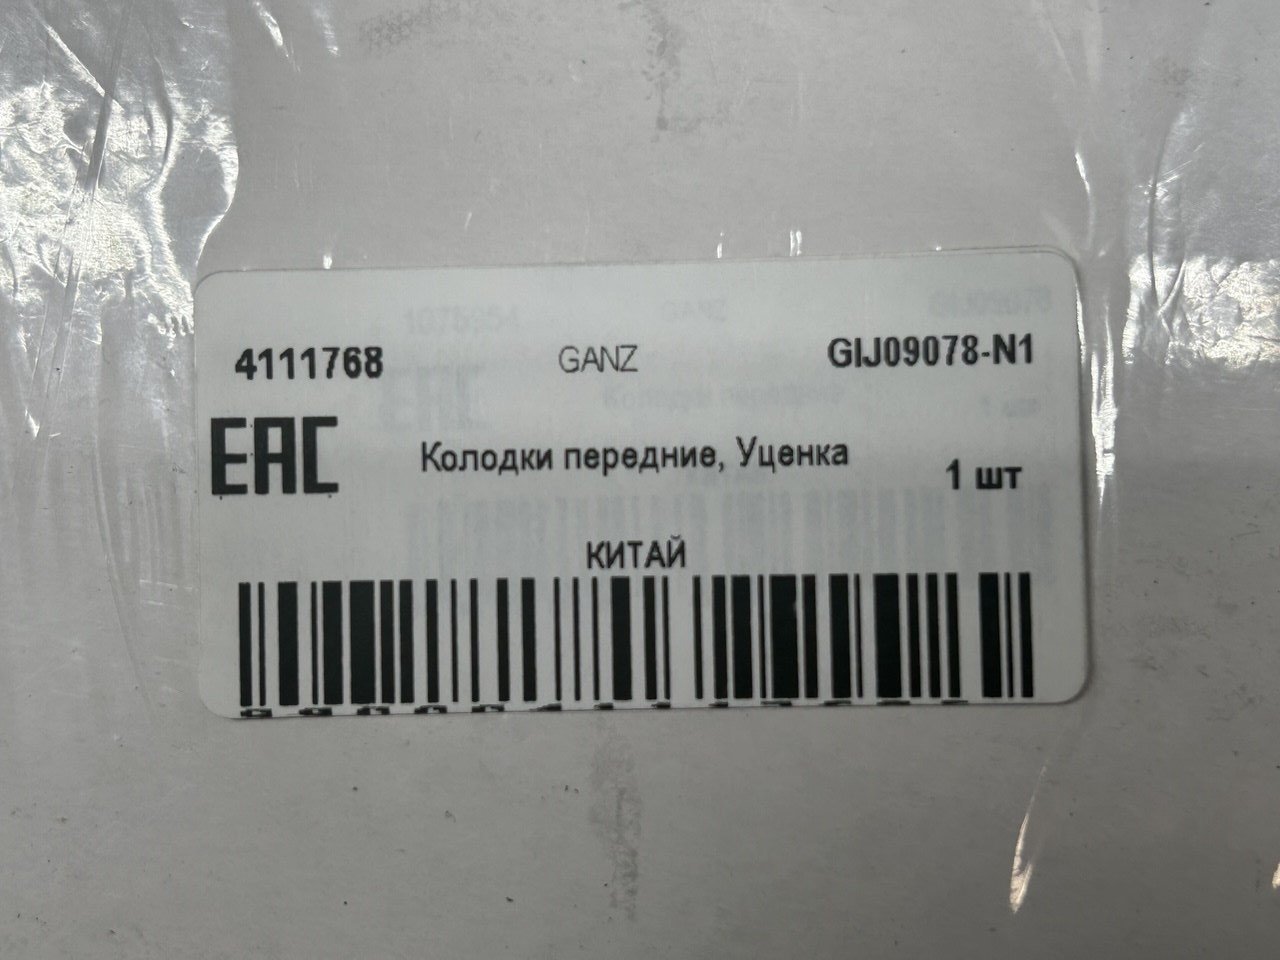 4111768 GANZ GIJ09078-N1
EAC Колодки передние, Уценка 1 шт
КИТАЙ